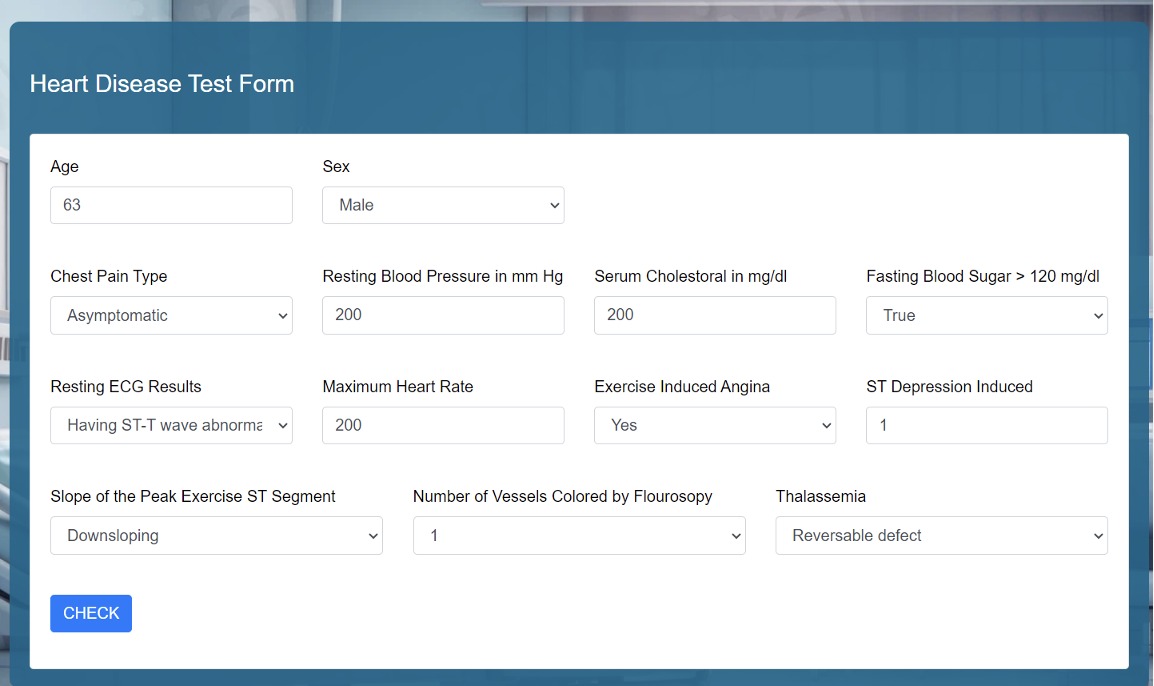 Heart Disease Test Form
Age
Sex
63
Male
Chest Pain Type
Resting Blood Pressure in mm Hg
Serum Cholestoral in mg/dl
Fasting Blood Sugar > 120 mg/dl
Asymptomatic
200
200
True
Resting ECG Results
Maximum Heart Rate
Exercise Induced Angina
ST Depression Induced
Having ST-T wave abnorma
200
Yes
1
Slope of the Peak Exercise ST Segment
Number of Vessels Colored by Flourosopy
Thalassemia
Downsloping
1
Reversable defect
CHECK